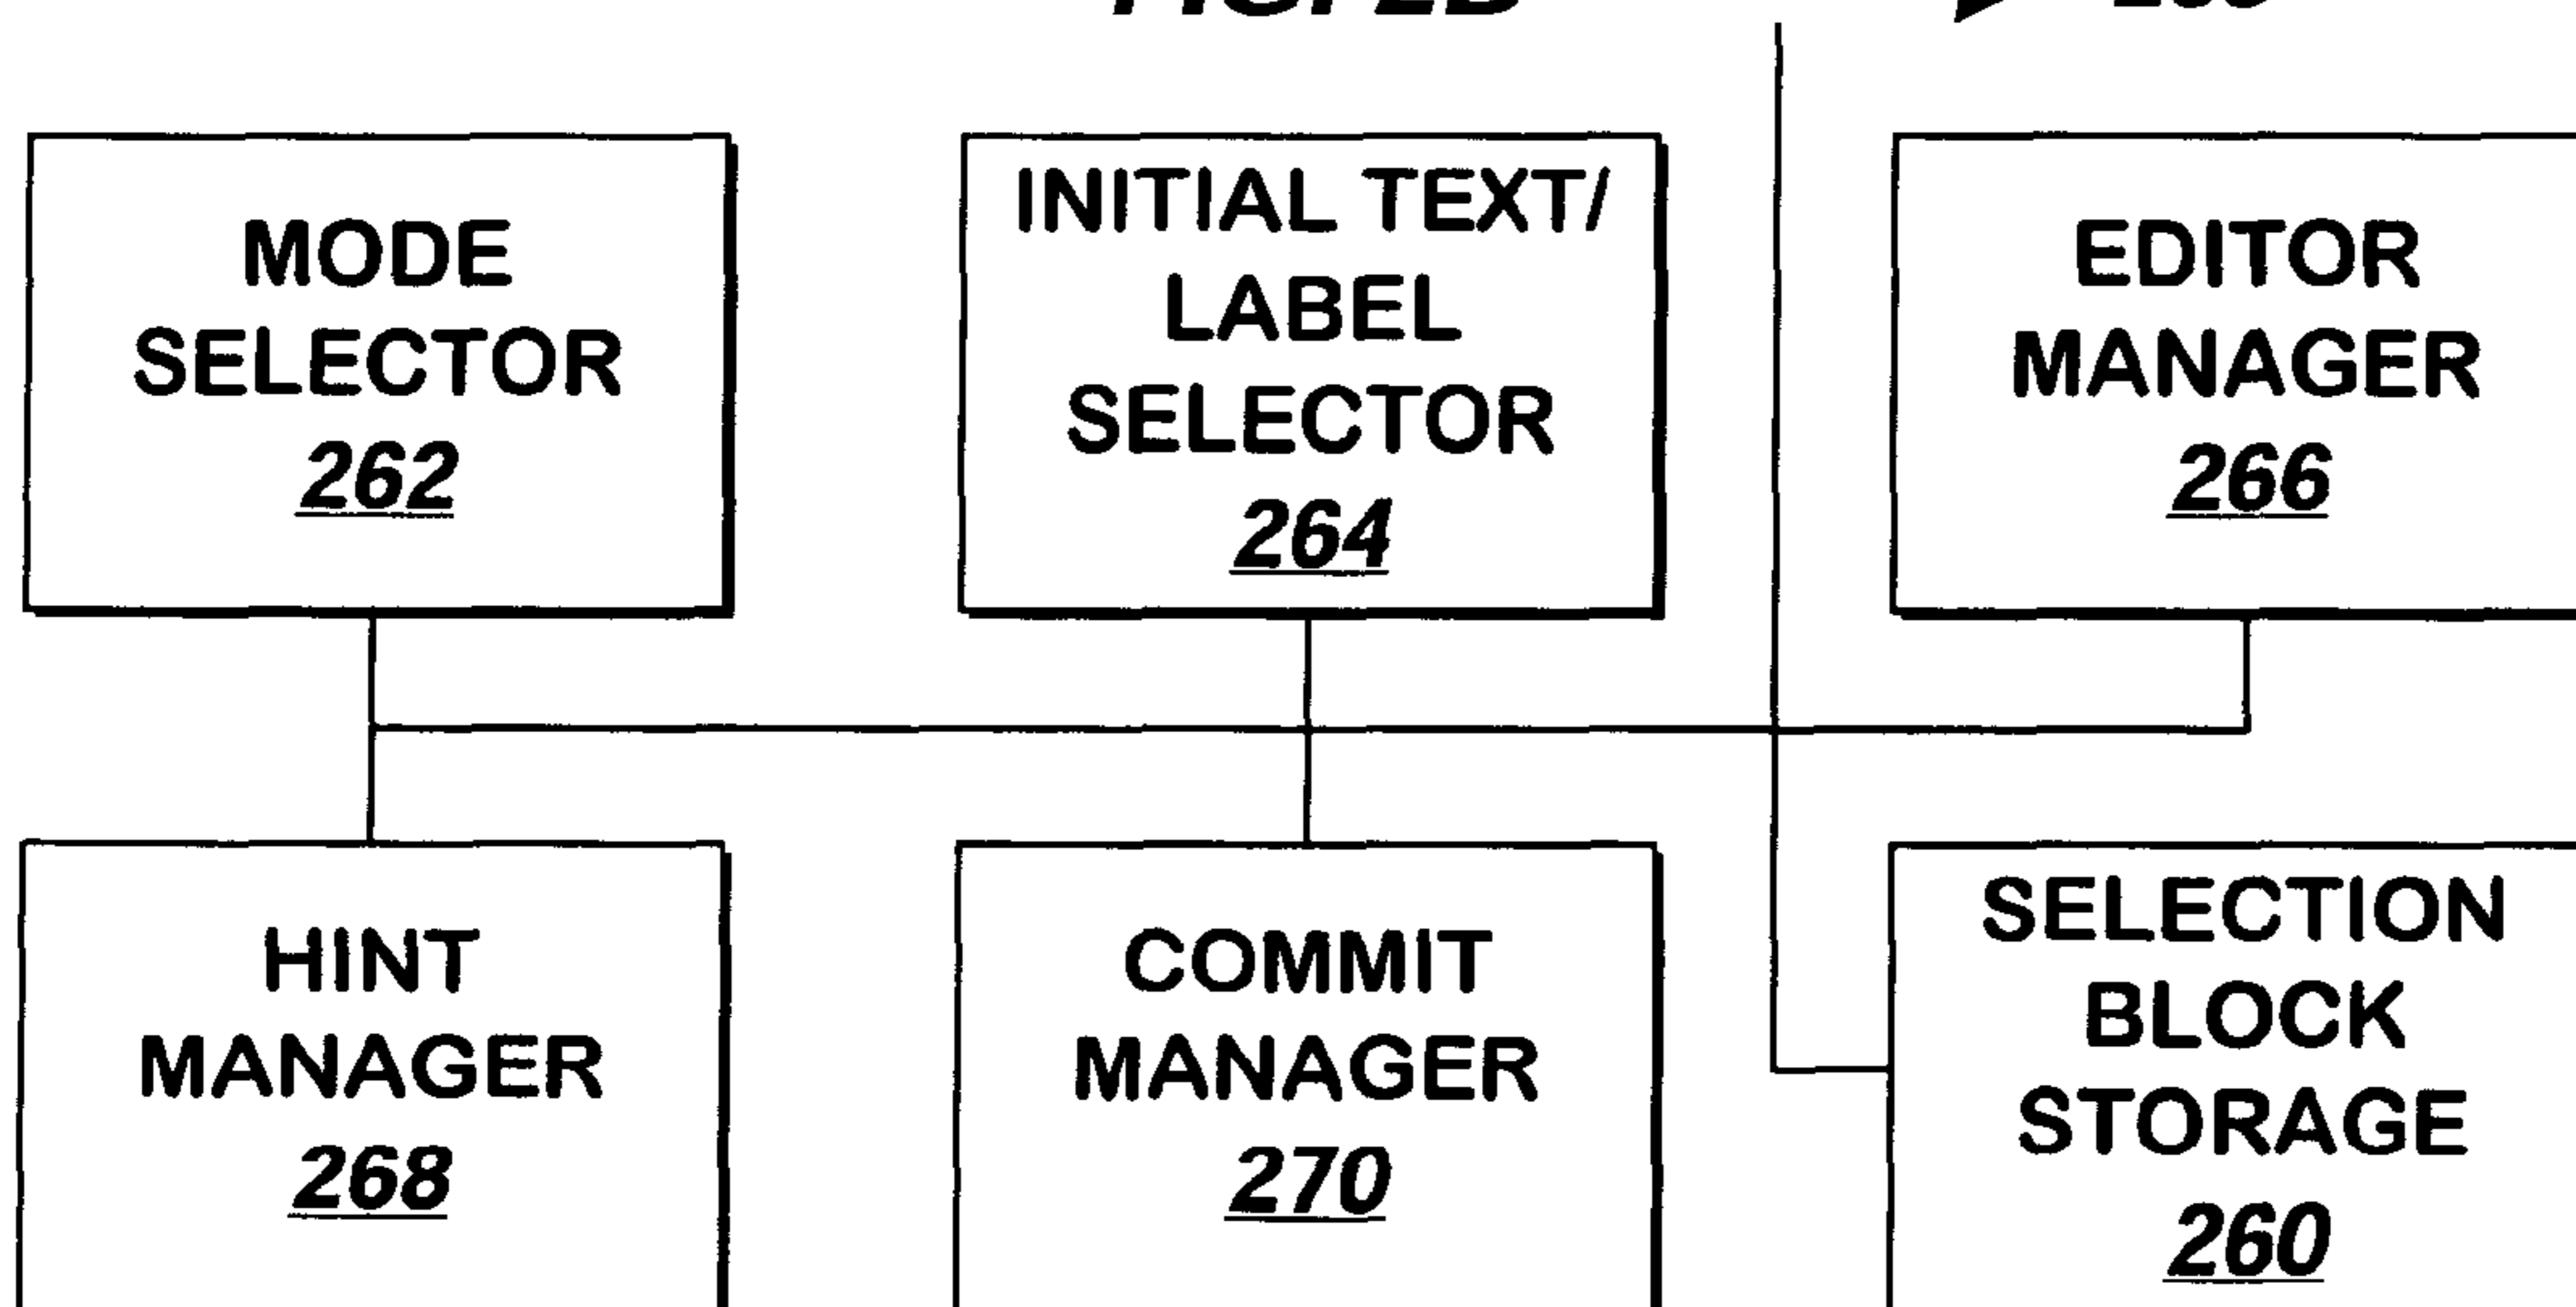 MODE
SELECTOR
262
INITIAL TEXT/
LABEL
SELECTOR
264
EDITOR
MANAGER
266
HINT
MANAGER
268
COMMIT
MANAGER
270
SELECTION
BLOCK
STORAGE
260